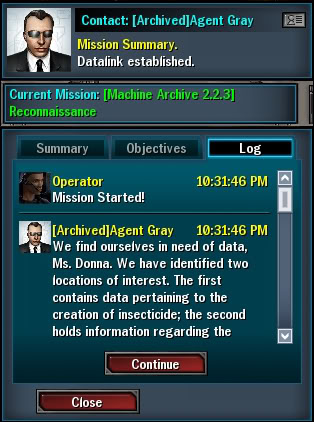 Contact: [Archived]Agent Gray
Mission Summary.
Datalink established.
Current Mission: [Machine Archive 2.2.3]
Reconnaissance
Summary Objectives Log
Operator 10:31:46 PM
Mission Started!
[Archived]Agent Gray 10:31:46 PM
We find ourselves in need of data,
Ms. Donna. We have identified two
locations of interest. The first
contains data pertaining to the
creation of insecticide; the second
holds information regarding the
Continue
Close